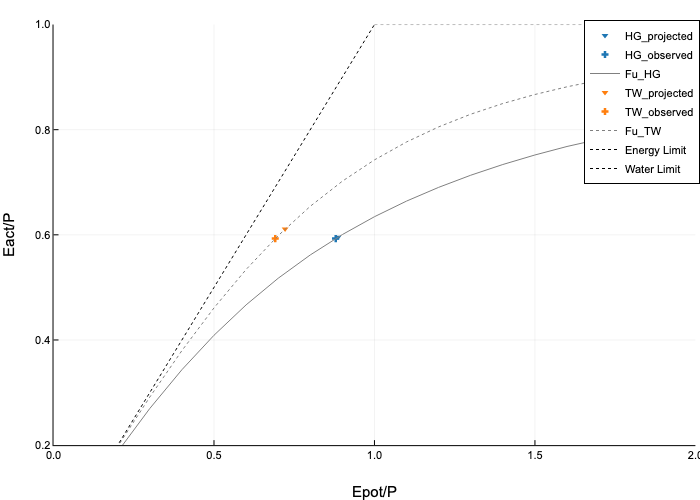 1.0
0.8
0.6
0.4
0.2
0.0
0.5
1.0
1.5
2.0
Eact/P
Epot/P
HG_projected
HG_observed
Fu_HG
TW_projected
TW_observed
Fu_TW
Energy Limit
Water Limit